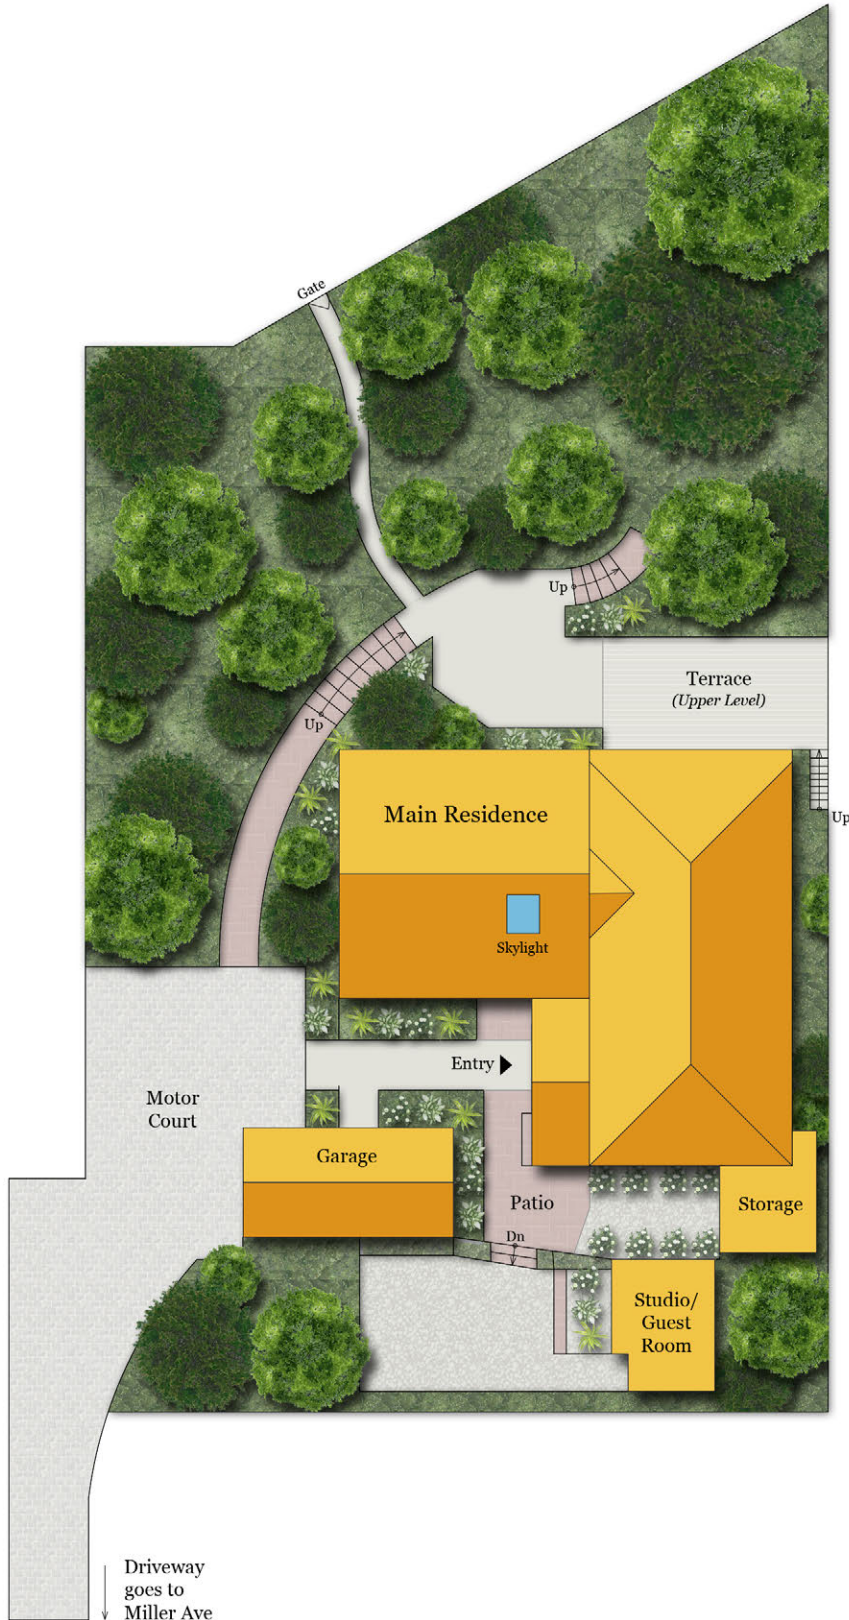 Gate
Up
Terrace
(Upper Level)
Up
Main Residence
Up
Skylight
Entry
Motor
Court
Garage
Patio
Storage
Dn
Studio/
Guest
Room
Driveway
goes to
Miller Ave